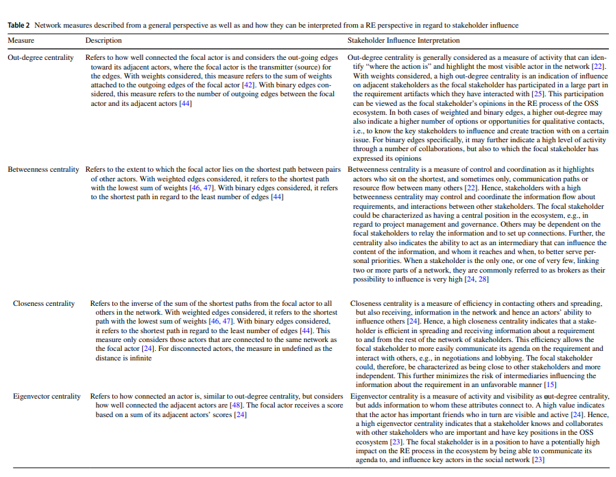 Table 2 Network measures described from a general perspective as well as and how they can be interpreted from a RE perspective in regard to stakeholder influence
Measure Description Stakeholder Influence Interpretation
Out-degree centrality
Refers to how well connected the focal actor is and considers the out-going edges
toward its adjacent actors, where the focal actor is the transmitter (source) for
the edges. With weights considered, this measure refers to the sum of weights
attached to the outgoing edges of the focal actor [42]. With binary edges con-
sidered, this measure refers to the number of outgoing edges between the focal
actor and its adjacent actors [44]
Out-degree centrality is generally considered as a measure of activity that can iden-
tify “where the action is” and highlight the most visible actor in the network [22].
With weights considered, a high out-degree centrality is an indication of influence
on adjacent stakeholders as the focal stakeholder has participated in a large part in
the requirement artifacts which they have interacted with [25]. This participation
can be viewed as the focal stakeholder's opinions in the RE process of the OSS
ecosystem. In both cases of weighted and binary edges, a higher out-degree may
also indicate a higher number of options or opportunities for qualitative contacts,
i.e., to know the key stakeholders to influence and create traction with on a certain
issue. For binary edges specifically, it may further indicate a high level of activity
through a number of collaborations, but also to which the focal stakeholder has
expressed its opinions
Betweenness centrality
Refers to the extent to which the focal actor lies on the shortest path between pairs
of other actors. With weighted edges considered, it refers to the shortest path
with the lowest sum of weights [46, 47]. With binary edges considered, it refers
to the shortest path in regard to the least number of edges [44]
Betweenness centrality is a measure of control and coordination as it highlights
actors who sit on the shortest, and sometimes only, communication paths or
resource flow between many others [22]. Hence, stakeholders with a high
betweenness centrality may control and coordinate the information flow about
requirements, and interactions between other stakeholders. The focal stakeholder
could be characterized as having a central position in the ecosystem, e.g., in
regard to project management and governance. Others may be dependent on the
focal stakeholders to relay the information and to set up connections. Further, the
centrality also indicates the ability to act as an intermediary that can influence the
content of the information, and whom it reaches and when, to better serve per-
sonal priorities. When a stakeholder is the only one, or one of very few, linking
two or more parts of a network, they are commonly referred to as brokers as their
possibility to influence is very high [24, 28]
Closeness centrality
Refers to the inverse of the sum of the shortest paths from the focal actor to all
others in the network. With weighted edges considered, it refers to the shortest
path with the lowest sum of weights [46, 47]. With binary edges considered,
it refers to the shortest path in regard to the least number of edges [44]. This
measure only considers those actors that are connected to the same network as
the focal actor [24]. For disconnected actors, the measure in undefined as the
distance is infinite
Closeness centrality is a measure of efficiency in contacting others and spreading,
but also receiving, information in the network and hence an actors' ability to
influence others [24]. Hence, a high closeness centrality indicates that a stake-
holder is efficient in spreading and receiving information about a requirement
to and from the rest of the network of stakeholders. This efficiency allows the
focal stakeholder to more easily communicate its agenda on the requirement and
interact with others, e.g., in negotiations and lobbying. The focal stakeholder
could, therefore, be characterized as being close to other stakeholders and more
independent. This further minimizes the risk of intermediaries influencing the
information about the requirement in an unfavorable manner [15]
Eigenvector centrality
Refers to how connected an actor is, similar to out-degree centrality, but considers
how well connected the adjacent actors are [48]. The focal actor receives a score
based on a sum of its adjacent actors' scores [24]
Eigenvector centrality is a measure of activity and visibility as out-degree centrality,
but adds information to whom these attributes connect to. A high value indicates
that the actor has important friends who in turn are visible and active [24]. Hence,
a high eigenvector centrality indicates that a stakeholder knows and collaborates
with other stakeholders who are important and have key positions in the OSS
ecosystem [23]. The focal stakeholder is in a position to have a potentially high
impact on the RE process in the ecosystem by being able to communicate its
agenda to, and influence key actors in the social network [23]